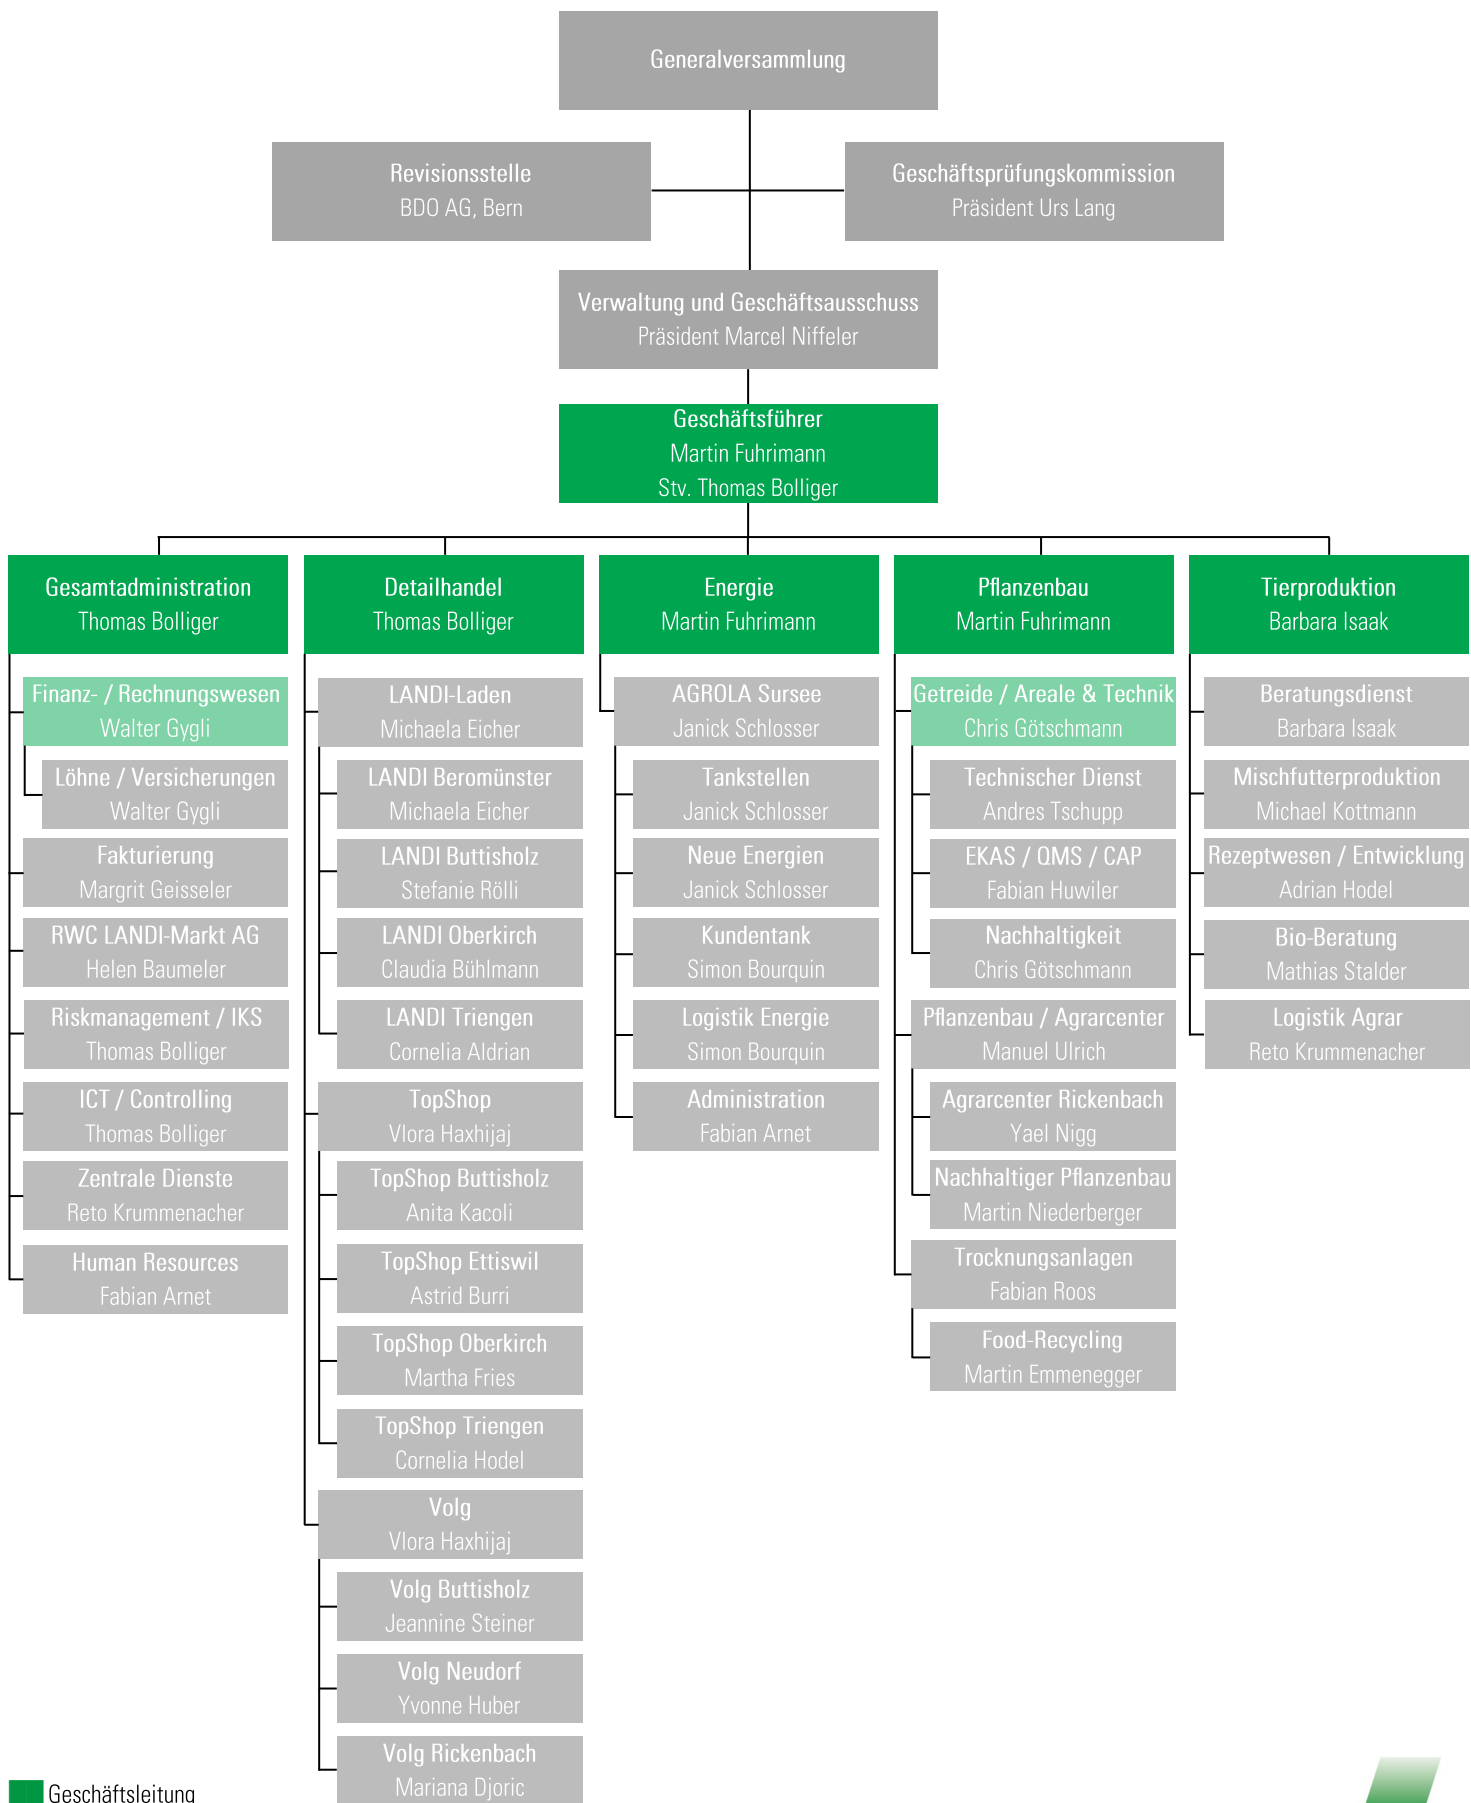 Generalversammlung
Revisionsstelle
BDO AG, Bern
Geschäftsprüfungskommission
Präsident Urs Lang
Verwaltung und Geschäftsausschuss
Präsident Marcel Niffeler
Geschäftsführer
Martin Fuhrimann
Stv. Thomas Bolliger
Gesamtadministration
Thomas Bolliger
Finanz- / Rechnungswesen
Walter Gygli
Löhne / Versicherungen
Walter Gygli
Fakturierung
Margrit Geisseler
RWC LANDI-Markt AG
Helen Baumeler
Riskmanagement / IKS
Thomas Bolliger
ICT / Controlling
Thomas Bolliger
Zentrale Dienste
Reto Krummenacher
Human Resources
Fabian Arnet
Detailhandel
Thomas Bolliger
LANDI-Laden
Michaela Eicher
LANDI Beromünster
Michaela Eicher
LANDI Buttisholz
Stefanie Rölli
LANDI Oberkirch
Claudia Bühlmann
LANDI Triengen
Cornelia Aldrian
TopShop
Vlora Haxhijaj
TopShop Buttisholz
Anita Kacoli
TopShop Ettiswil
Astrid Burri
TopShop Oberkirch
Martha Fries
TopShop Triengen
Cornelia Hodel
Volg
Vlora Haxhijaj
Volg Buttisholz
Jeannine Steiner
Volg Neudorf
Yvonne Huber
Volg Rickenbach
Mariana Djoric
Energie
Martin Fuhrimann
AGROLA Sursee
Janick Schlosser
Tankstellen
Janick Schlosser
Neue Energien
Janick Schlosser
Kundentank
Simon Bourquin
Logistik Energie
Simon Bourquin
Administration
Fabian Arnet
Pflanzenbau
Martin Fuhrimann
Getreide / Areale & Technik
Chris Götschmann
Technischer Dienst
Andres Tschupp
EKAS / QMS / CAP
Fabian Huwiler
Nachhaltigkeit
Chris Götschmann
Pflanzenbau / Agrarcenter
Manuel Ulrich
Agrarcenter Rickenbach
Yael Nigg
Nachhaltiger Pflanzenbau
Martin Niederberger
Trocknungsanlagen
Fabian Roos
Food-Recycling
Martin Emmenegger
Tierproduktion
Barbara Isaak
Beratungsdienst
Barbara Isaak
Mischfutterproduktion
Michael Kottmann
Rezeptwesen / Entwicklung
Adrian Hodel
Bio-Beratung
Mathias Stalder
Logistik Agrar
Reto Krummenacher
Geschäftsleitung